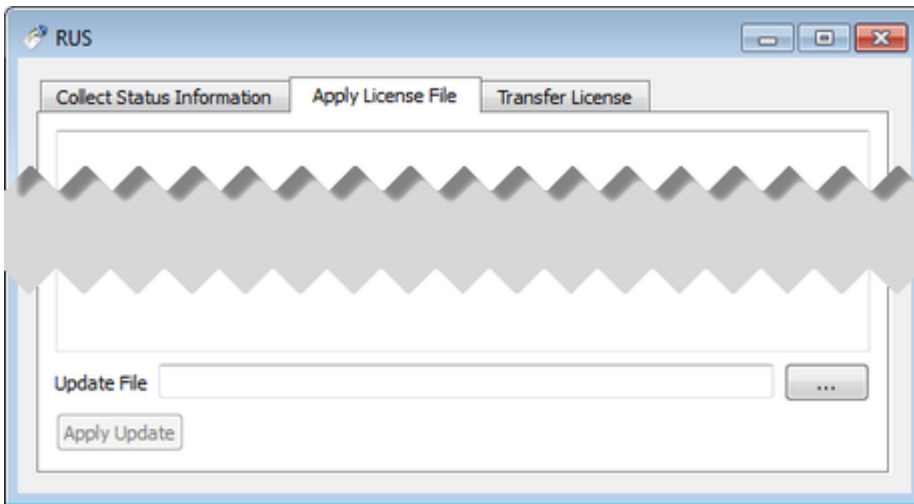 RUS
Collect Status Information Apply License File Transfer License
Update File ...
Apply Update